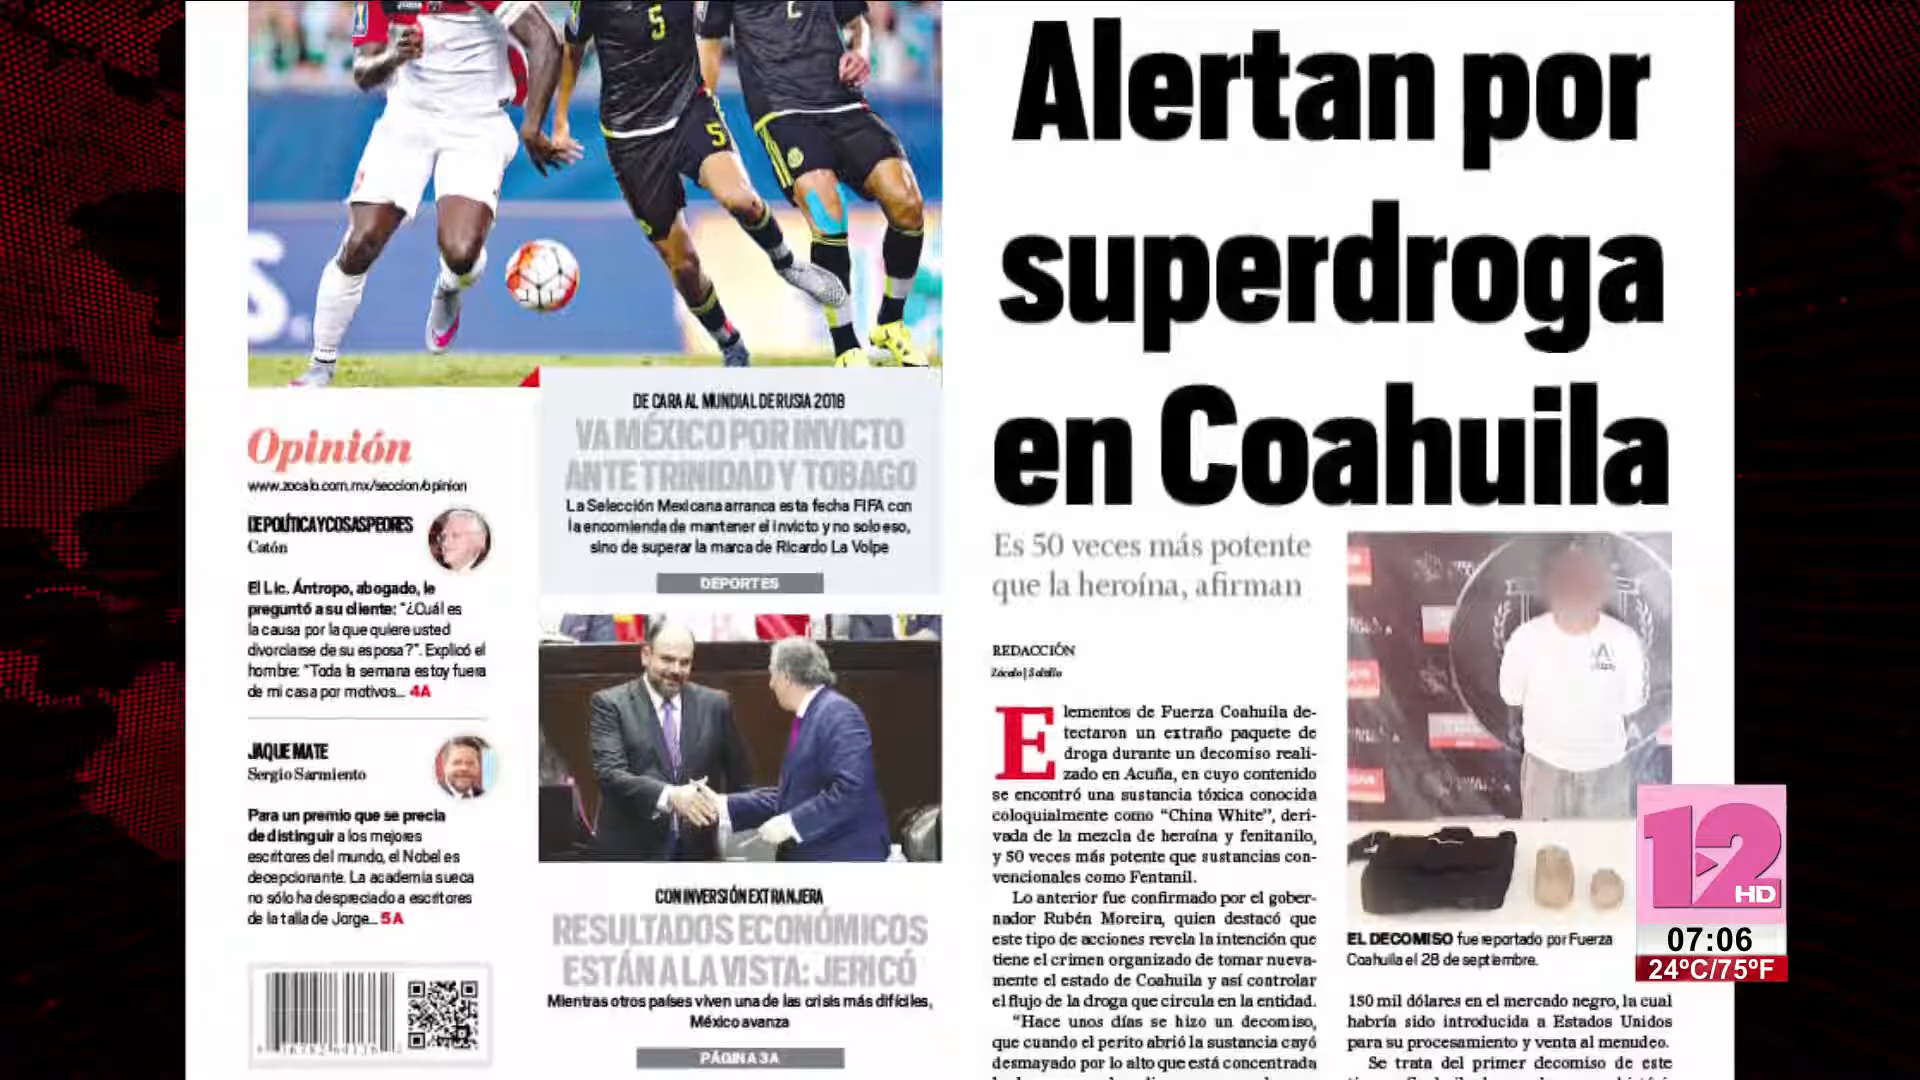 5
5
DE CARA AL MUNDIAL DE RUSIA 2018
VA MÉXICO POR INVICTO
ANTE TRINIDAD Y TOBAGO
La Selección Mexicana arranca esta fecha FIFA con
la encomienda de mantener el invicto y no solo eso,
sino de superar la marca de Ricardo La Volpe
DEPORTES
Opinión
www.zocalo.com.mx/seccion/opinion
DE POLÍTICA Y COSAS PEORES
Catón
El Lic. Ántropo, abogado, le
preguntó a su cliente: "¿Cuál es
la causa por la que quiere usted
divorciarse de su esposa?". Explicó el
hombre: "Toda la semana estoy fuera
de mi casa por motivos... 4A
JAQUE MATE
Sergio Sarmiento
Para un premio que se precia
de distinguir a los mejores
escritores del mundo, el Nobel es
decepcionante. La academia sueca
no sólo ha despreciado a escritores
de la talla de Jorge... 5A
CON INVERSIÓN EXTRANJERA
RESULTADOS ECONÓMICOS
ESTÁN A LA VISTA: JERICÓ
Mientras otros países viven una de las crisis más difíciles,
México avanza
PÁGINA 3A
Alertan por
superdroga
en Coahuila
Es 50 veces más potente
que la heroína, afirman
REDACCIÓN
Zócalo | Saltillo
Elementos de Fuerza Coahuila de-
tectaron un extraño paquete de
droga durante un decomiso reali-
zado en Acuña, en cuyo contenido
se encontró una sustancia tóxica conocida
coloquialmente como "China White", deri-
vada de la mezcla de heroína y fenitanilo,
y 50 veces más potente que sustancias con-
vencionales como Fentanil.
Lo anterior fue confirmado por el gober-
nador Rubén Moreira, quien destacó que
este tipo de acciones revela la intención que
tiene el crimen organizado de tomar nueva-
mente el estado de Coahuila y así controlar
el flujo de la droga que circula en la entidad.
"Hace unos días se hizo un decomiso,
que cuando el perito abrió la sustancia cayó
desmayado por lo alto que está concentrada
EL DECOMISO fue reportado por Fuerza
Coahuila el 28 de septiembre.
150 mil dólares en el mercado negro, la cual
habría sido introducida a Estados Unidos
para su procesamiento y venta al menudeo.
Se trata del primer decomiso de este
12
HD
07:06
24°C/75°F